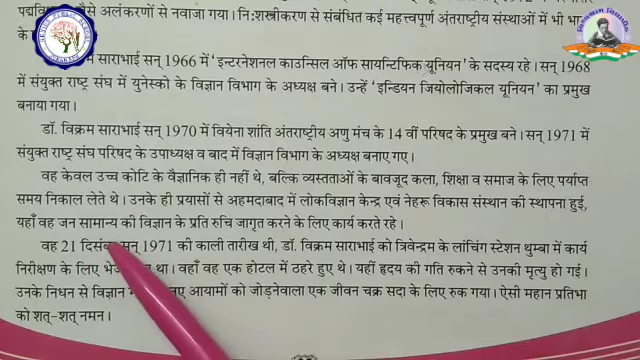 जैसे अलंकरणों से नवाजा गया। नि:शस्त्रीकरण से संबंधित कई महत्त्वपूर्ण अंतराष्ट्रीय संस्थाओं में भी
साराभाई सन् 1966 में 'इन्टरनेशनल काउन्सिल ऑफ सायन्टिफिक यूनियन' के सदस्य रहे। सन् 1968
में संयुक्त राष्ट्र संघ में युनेस्को के विज्ञान विभाग के अध्यक्ष बने। उन्हें 'इन्डियन जियोलोजिकल यूनियन' का प्रमुख
बनाया गया।
डॉ. विक्रम साराभाई सन् 1970 में वियेना शांति अंतराष्ट्रीय अणु मंच के 14 वीं परिषद के प्रमुख बने। सन् 1971 में
संयुक्त राष्ट्र संघ परिषद के उपाध्यक्ष व बाद में विज्ञान विभाग के अध्यक्ष बनाए गए।
वह केवल उच्च कोटि के वैज्ञानिक ही नहीं थे, बल्कि व्यस्तताओं के बावजूद कला, शिक्षा व समाज के लिए पर्याप्त
समय निकाल लेते थे। उनके ही प्रयासों से अहमदाबाद में लोकविज्ञान केन्द्र एवं नेहरू विकास संस्थान की स्थापना हुई,
यहाँ वह जन सामान्य की विज्ञान के प्रति रुचि जागृत करने के लिए कार्य करते रहे।
वह 21 दिसंबर सन् 1971 की काली तारीख थी, डॉ. विक्रम साराभाई को त्रिवेन्द्रम के लांचिंग स्टेशन थुम्बा में कार्य
निरीक्षण के लिए था। वहाँ वह एक होटल में ठहरे हुए थे। यहीं हृदय की गति रुकने से उनकी मृत्यु हो गई।
उनके निधन से विज्ञान आयामों को जोड़नेवाला एक जीवन चक्र सदा के लिए रुक गया। ऐसी महान प्रतिभा
को शत्-शत् नमन।